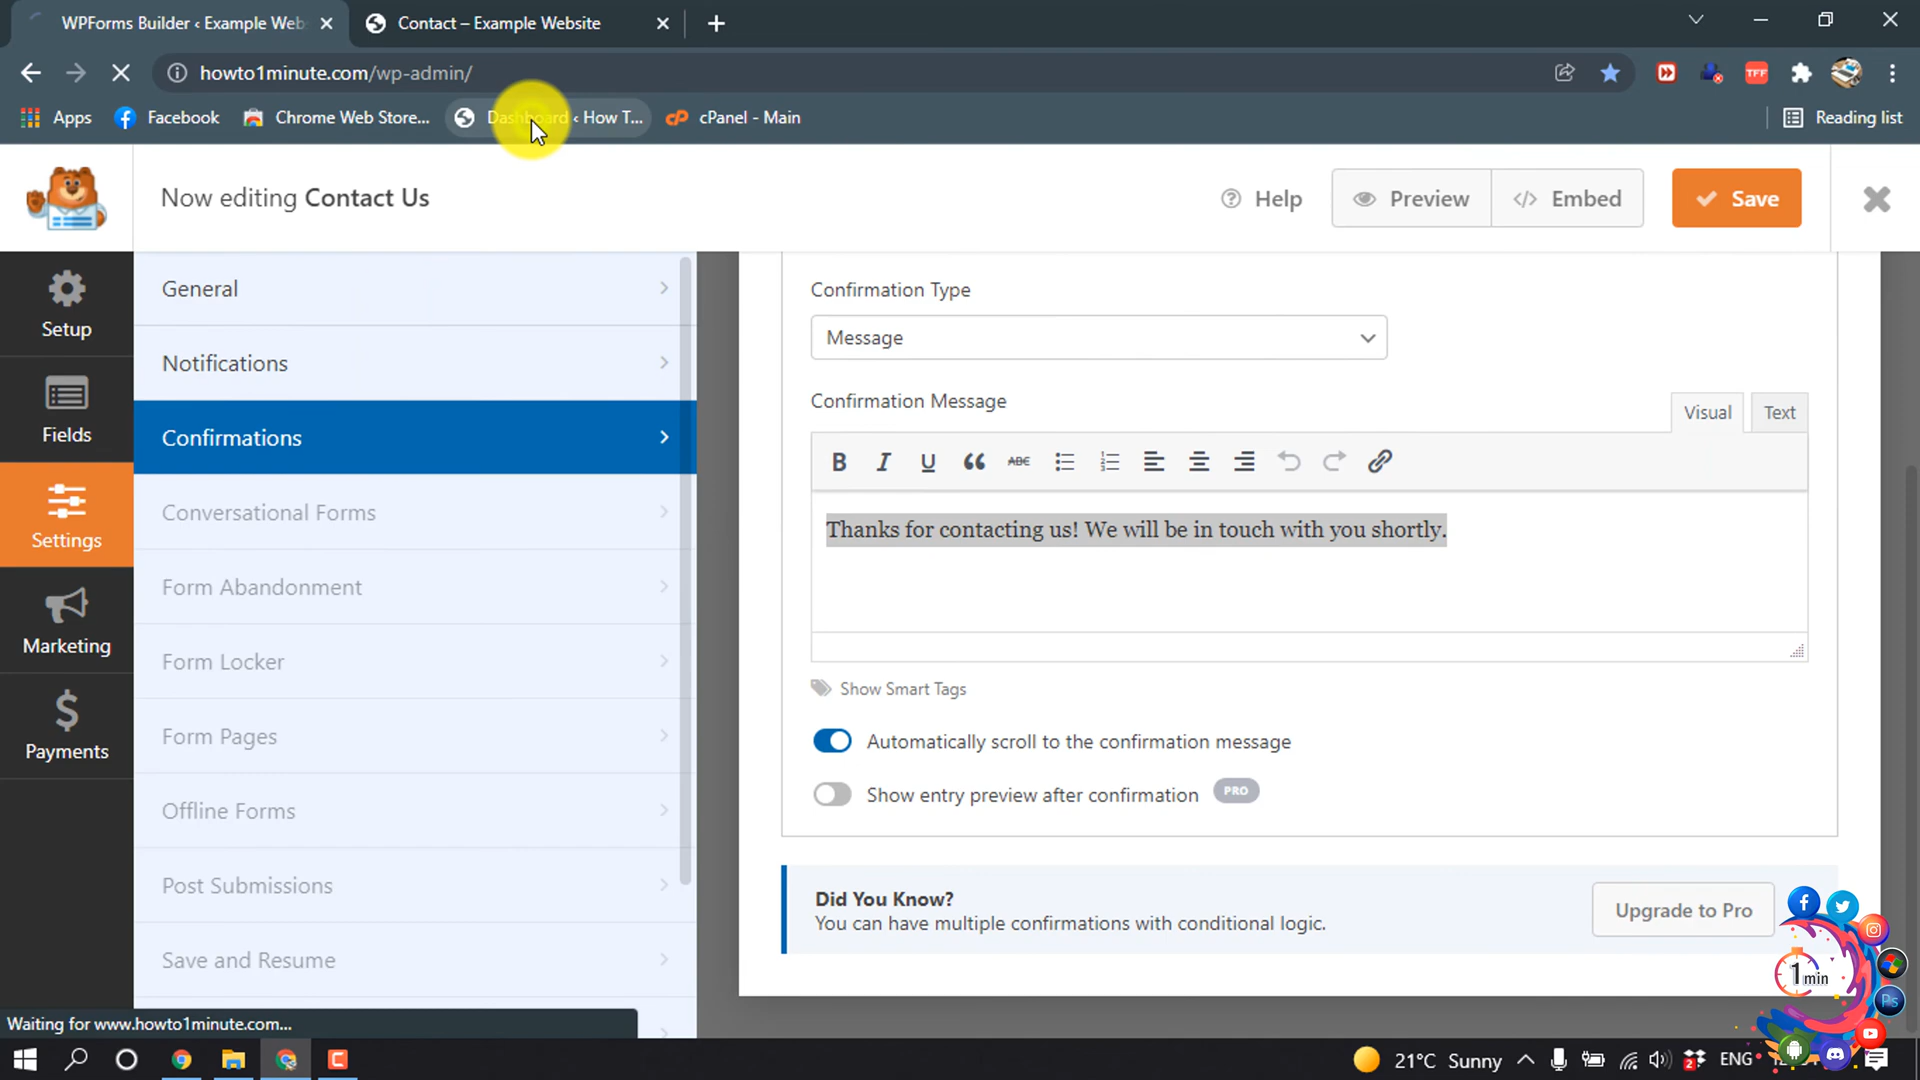 WPForms Builder ‹ Example Web
Contact – Example Website
howto1minute.com/wp-admin/
Apps
Facebook
Chrome Web Store...
Dashboard ‹ How T...
cPanel - Main
Reading list
Now editing Contact Us
Help
Preview
Embed
Save
Setup
Fields
Settings
Marketing
Payments
General
Notifications
Confirmations
Conversational Forms
Form Abandonment
Form Locker
Form Pages
Offline Forms
Post Submissions
Save and Resume
Confirmation Type
Message
Confirmation Message
Visual
Text
B I U ABC
Thanks for contacting us! We will be in touch with you shortly.
Show Smart Tags
Automatically scroll to the confirmation message
Show entry preview after confirmation PRO
Did You Know?
You can have multiple confirmations with conditional logic.
Upgrade to Pro
1 min
Waiting for www.howto1minute.com...
21°C Sunny
ENG